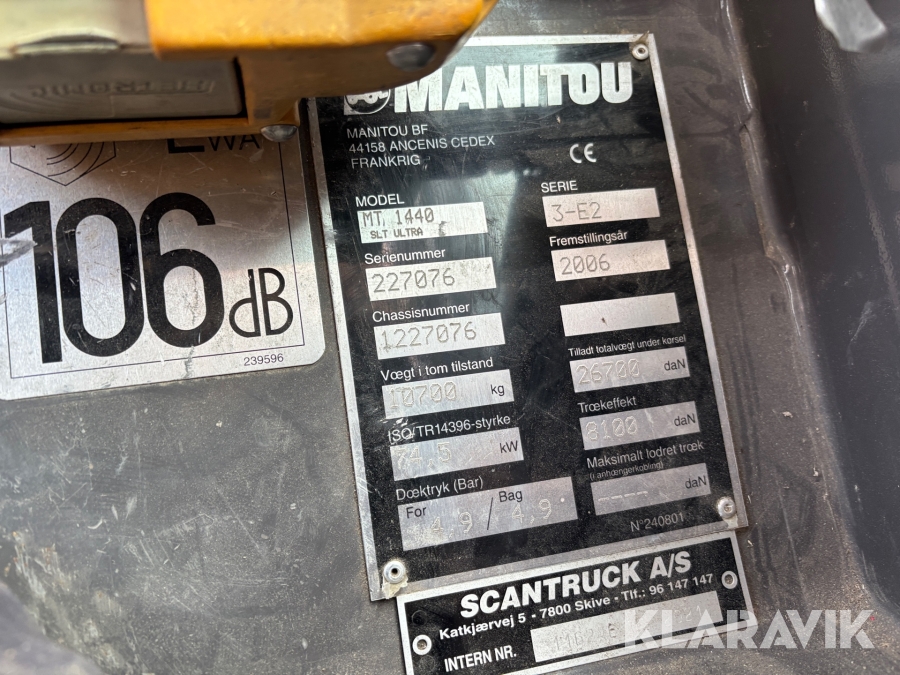 MANITOU
MANITOU BF
44158 ANCENIS CEDEX
FRANKRIG
CE
MODEL
MT 1440
SLT ULTRA
SERIE
3-E2
Serienummer
227076
Fremstillingsår
2006
Chassisnummer
1227076
Vægt i tom tilstand
10700 kg
Tilladt totalvægt under kørsel
26700 daN
ISO/TR14396-styrke
74,5 kW
Trækeffekt
8100 daN
Dæktryk (Bar)
For / Bag
4,9 / 4,9
Maksimalt lodret træk
(i anhængerkobling)
---- daN
N°240801
SCANTRUCK A/S
Katkjærvej 5 - 7800 Skive - Tlf.: 96 147 147
INTERN NR.
LWA
106 dB
239596
KLARAVIK